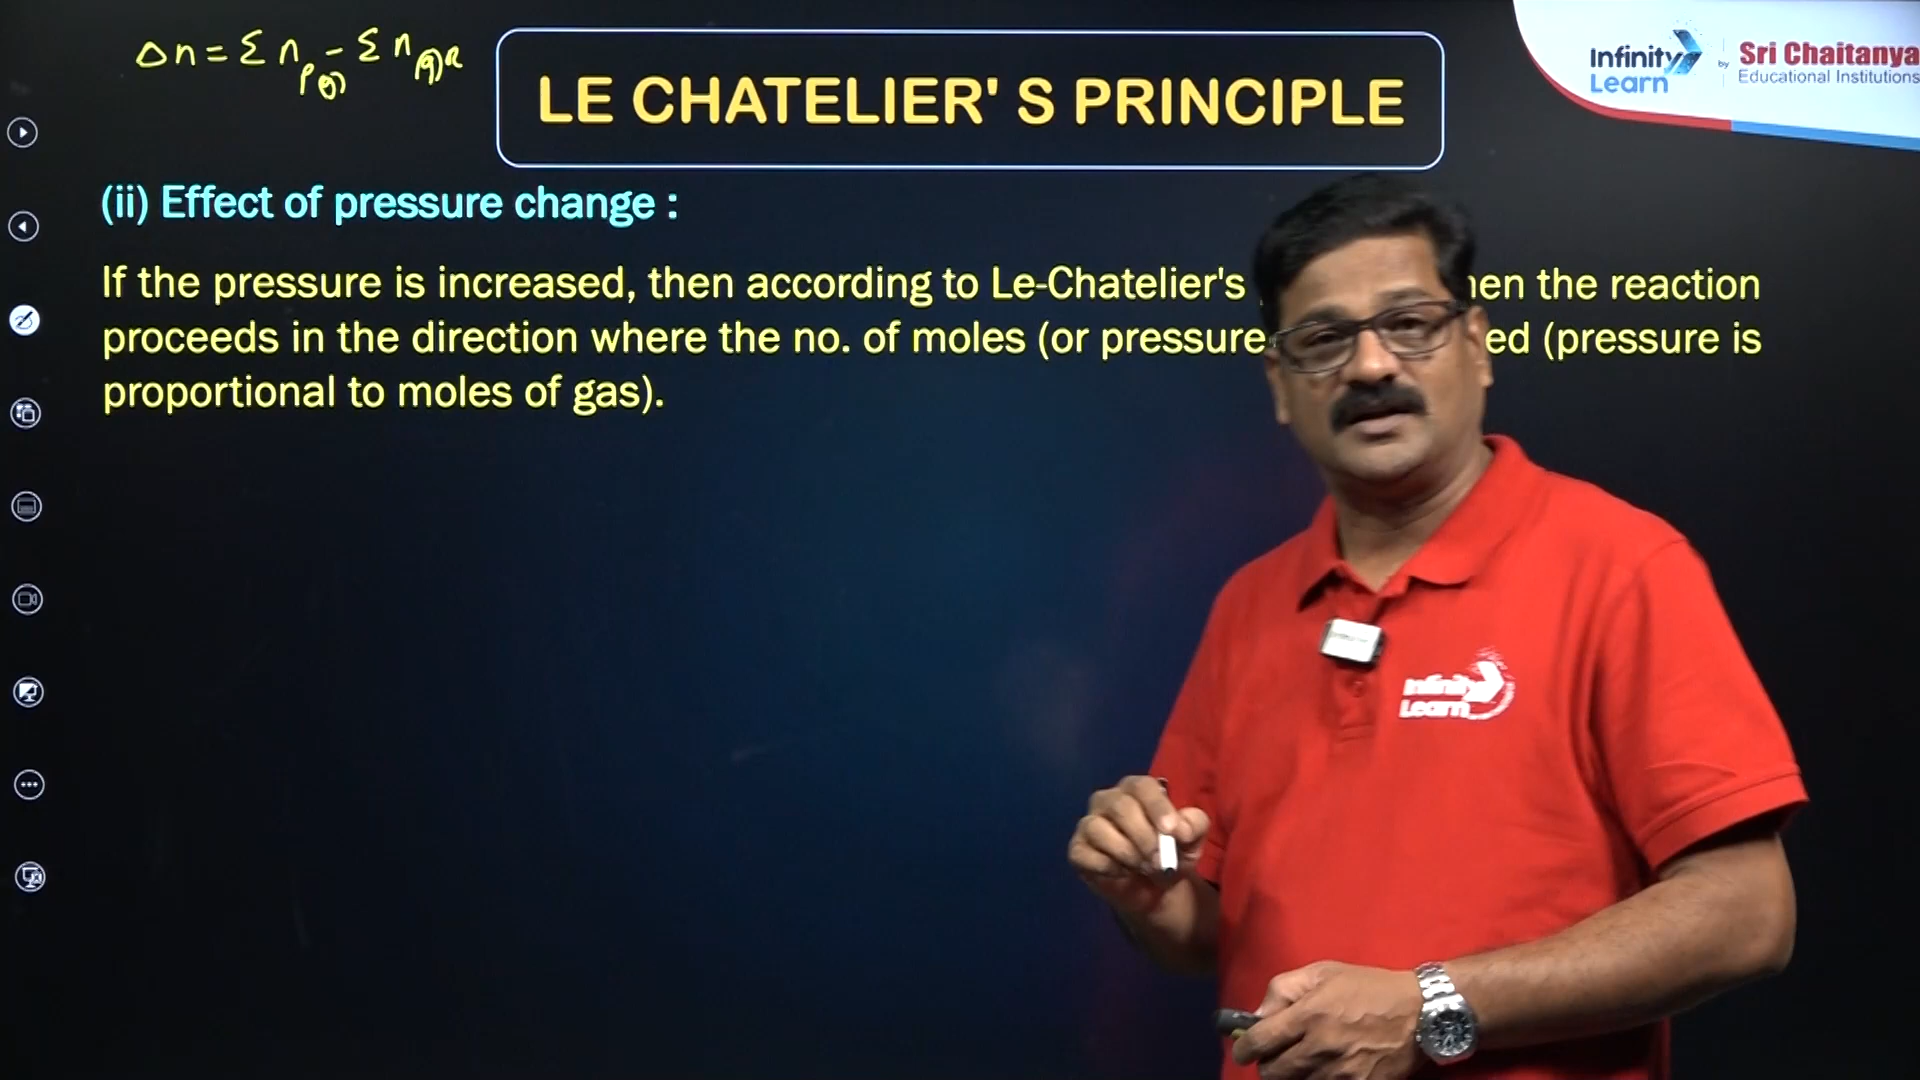 Δn = Σ n P(g) - Σ n (g)R
LE CHATELIER' S PRINCIPLE
Infinity Learn by Sri Chaitanya Educational Institutions
(ii) Effect of pressure change :
If the pressure is increased, then according to Le-Chatelier's hen the reaction
proceeds in the direction where the no. of moles (or pressure ed (pressure is
proportional to moles of gas).
Infinity
Learn